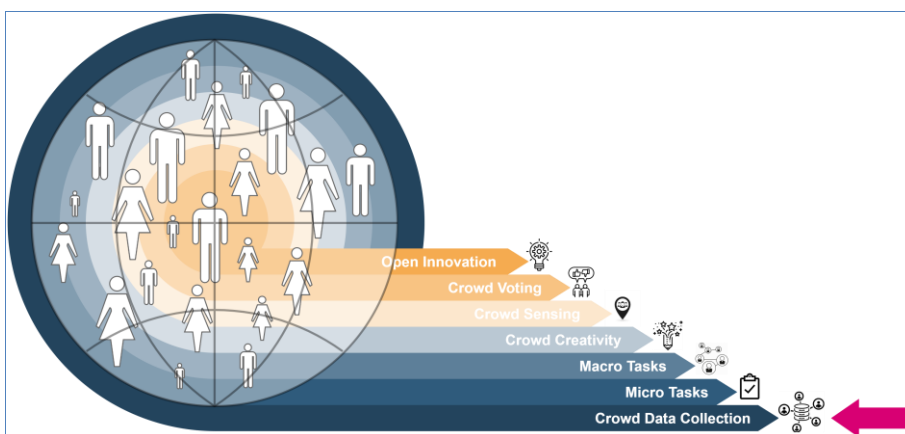 Open Innovation
Crowd Voting
Crowd Sensing
Crowd Creativity
Macro Tasks
Micro Tasks
Crowd Data Collection